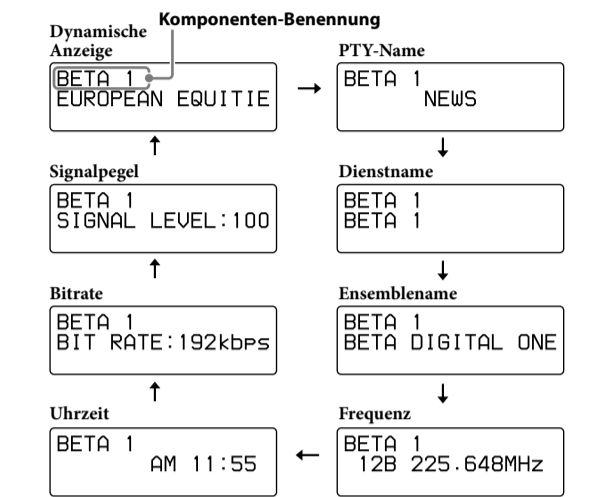 Komponenten-Benennung
Dynamische
Anzeige
BETA 1
EUROPEAN EQUITIE
PTY-Name
BETA 1
NEWS
Signalpegel
BETA 1
SIGNAL LEVEL:100
Dienstname
BETA 1
BETA 1
Bitrate
BETA 1
BIT RATE:192kbps
Ensemblename
BETA 1
BETA DIGITAL ONE
Uhrzeit
BETA 1
AM 11:55
Frequenz
BETA 1
12B 225.648MHz